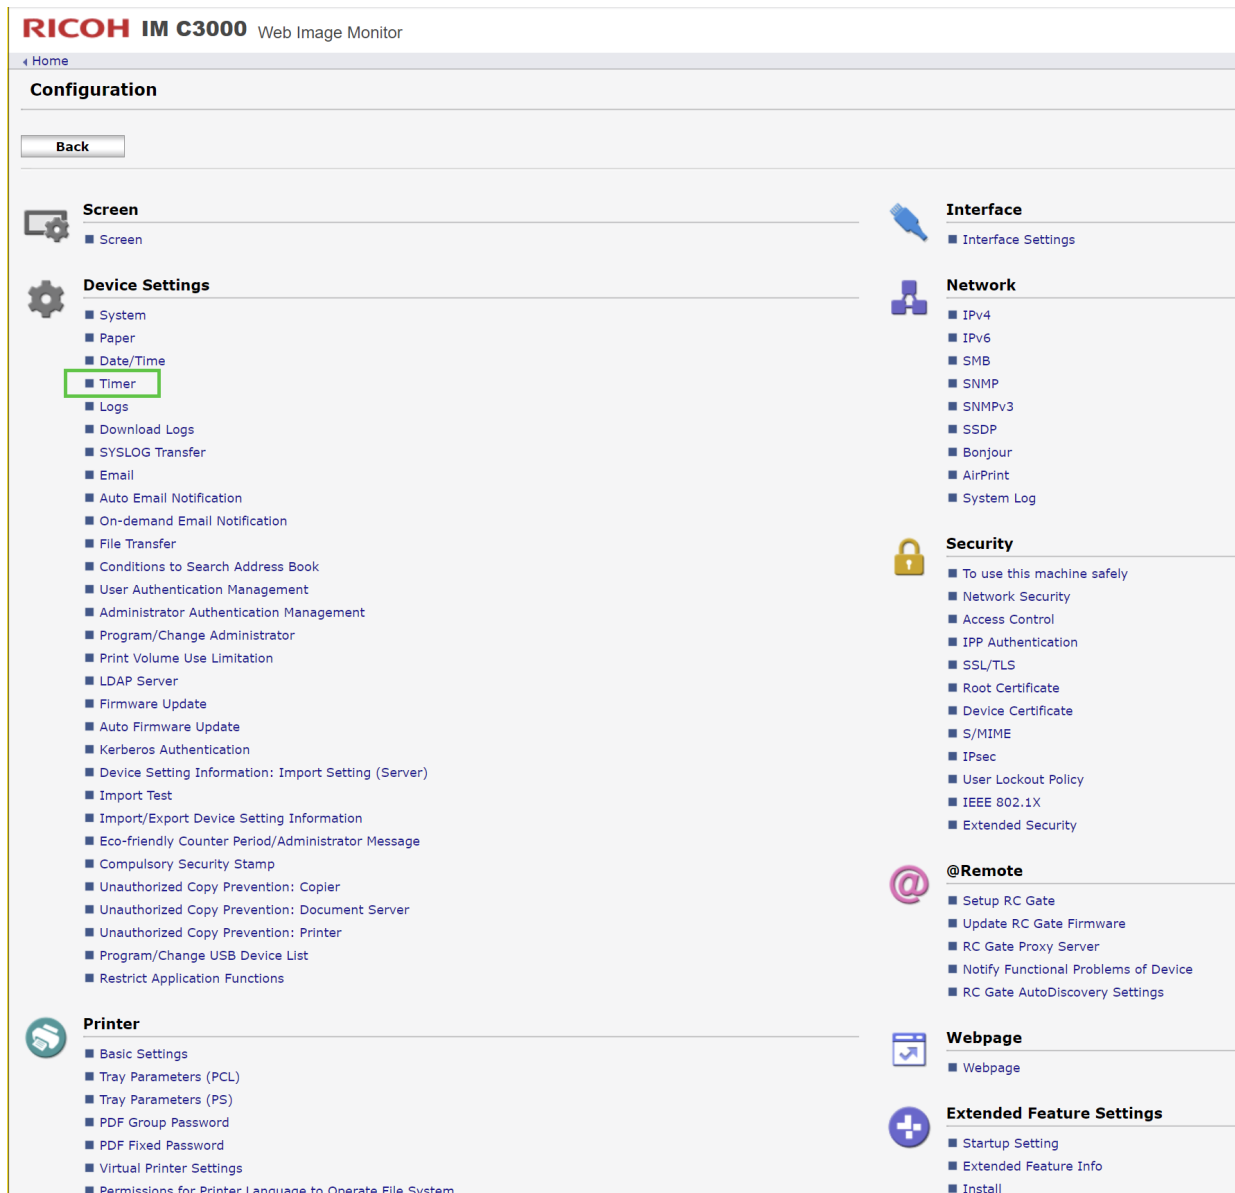 RICOH IM C3000 Web Image Monitor
Home
Configuration
Back
Screen
Screen
Device Settings
System
Paper
Date/Time
Timer
Logs
Download Logs
SYSLOG Transfer
Email
Auto Email Notification
On-demand Email Notification
File Transfer
Conditions to Search Address Book
User Authentication Management
Administrator Authentication Management
Program/Change Administrator
Print Volume Use Limitation
LDAP Server
Firmware Update
Auto Firmware Update
Kerberos Authentication
Device Setting Information: Import Setting (Server)
Import Test
Import/Export Device Setting Information
Eco-friendly Counter Period/Administrator Message
Compulsory Security Stamp
Unauthorized Copy Prevention: Copier
Unauthorized Copy Prevention: Document Server
Unauthorized Copy Prevention: Printer
Program/Change USB Device List
Restrict Application Functions
Printer
Basic Settings
Tray Parameters (PCL)
Tray Parameters (PS)
PDF Group Password
PDF Fixed Password
Virtual Printer Settings
Permissions for Printer Language to Operate File System
Interface
Interface Settings
Network
IPv4
IPv6
SMB
SNMP
SNMPv3
SSDP
Bonjour
AirPrint
System Log
Security
To use this machine safely
Network Security
Access Control
IPP Authentication
SSL/TLS
Root Certificate
Device Certificate
S/MIME
IPsec
User Lockout Policy
IEEE 802.1X
Extended Security
@Remote
Setup RC Gate
Update RC Gate Firmware
RC Gate Proxy Server
Notify Functional Problems of Device
RC Gate AutoDiscovery Settings
Webpage
Webpage
Extended Feature Settings
Startup Setting
Extended Feature Info
Install